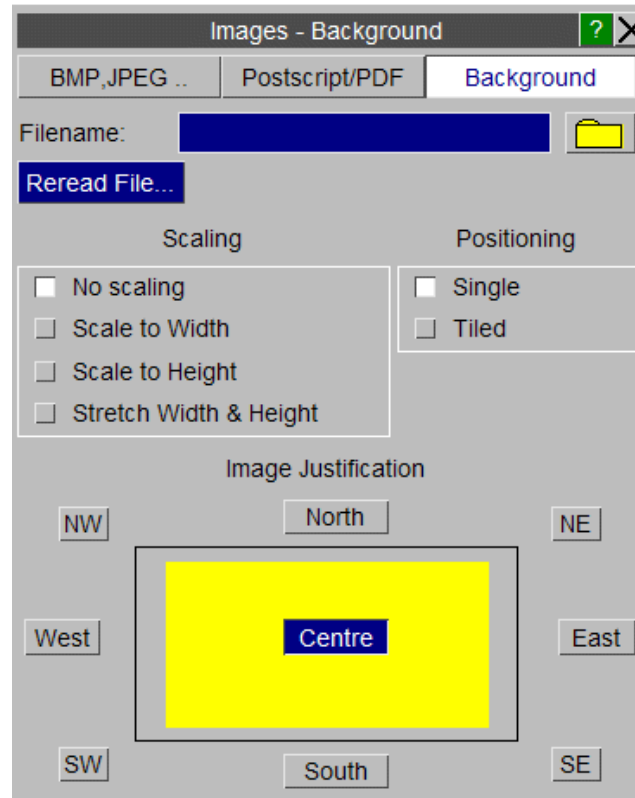 Images - Background ? X
BMP,JPEG .. Postscript/PDF Background
Filename:
Reread File...
Scaling Positioning
No scaling Single
Scale to Width Tiled
Scale to Height
Stretch Width & Height
Image Justification
NW North NE
West Centre East
SW South SE